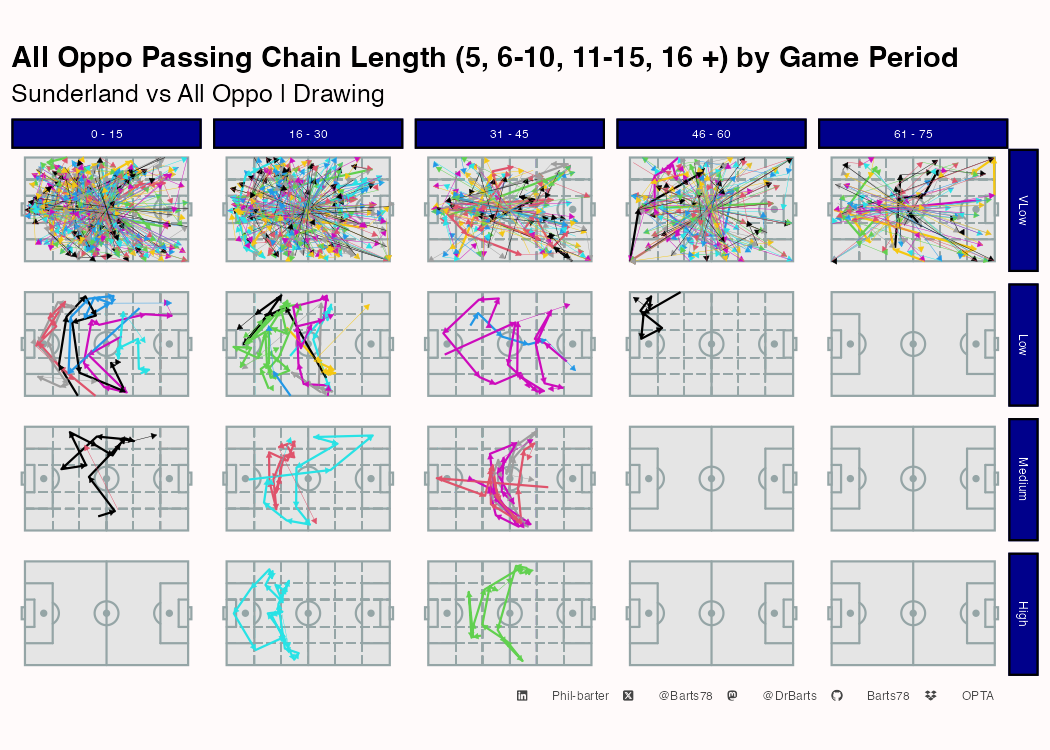 All Oppo Passing Chain Length (5, 6-10, 11-15, 16 +) by Game Period
Sunderland vs All Oppo | Drawing
0 - 15 16 - 30 31 - 45 46 - 60 61 - 75
VLow
Low
Medium
High
Phil-barter @Barts78 @DrBarts Barts78 OPTA